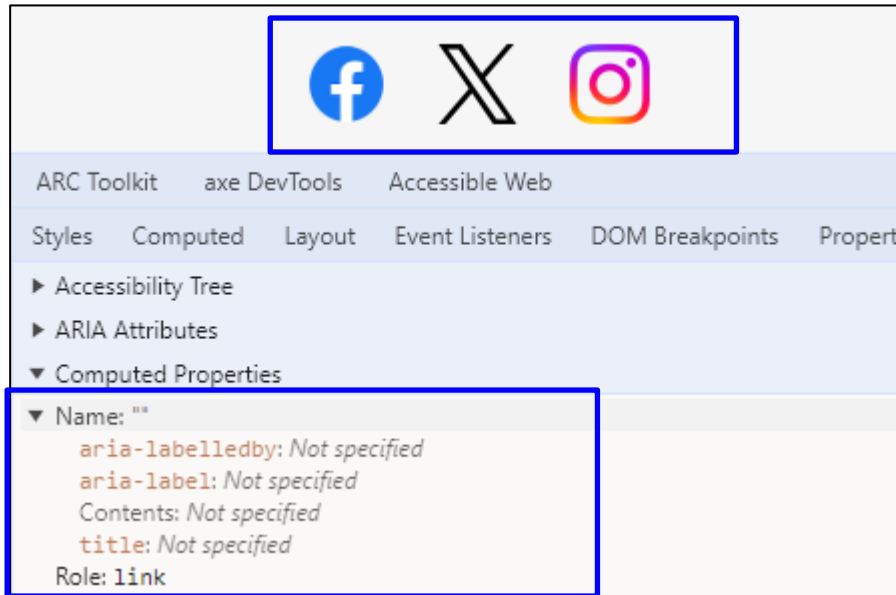 ARC Toolkit axe DevTools Accessible Web
Styles Computed Layout Event Listeners DOM Breakpoints Propert
Accessibility Tree
ARIA Attributes
Computed Properties
Name: ""
aria-labelledby: Not specified
aria-label: Not specified
Contents: Not specified
title: Not specified
Role: link